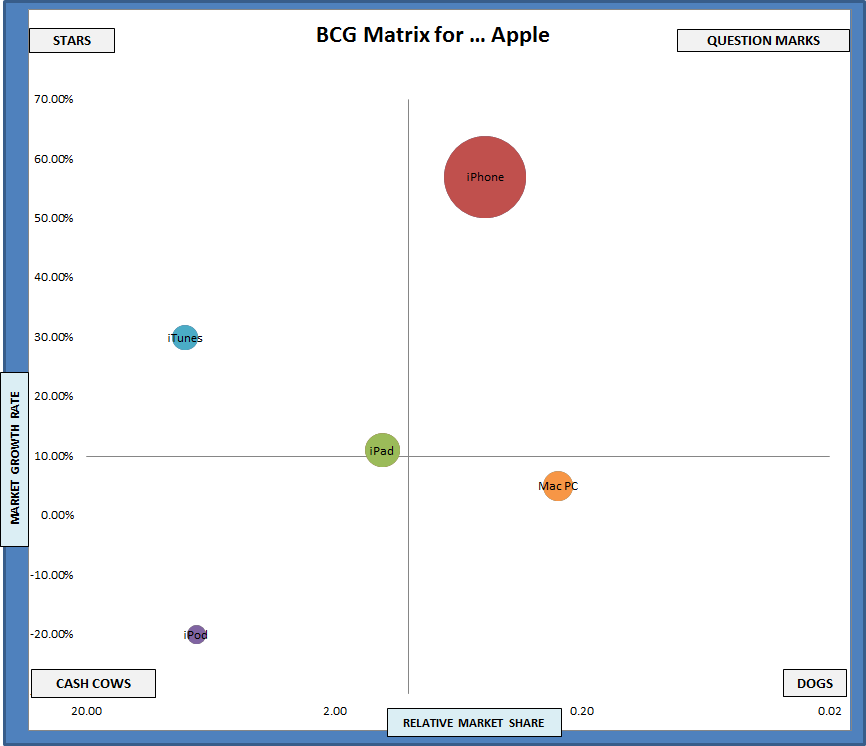 BCG Matrix for ... Apple
STARS
QUESTION MARKS
70.00%
60.00%
iPhone
50.00%
40.00%
30.00%
iTunes
20.00%
MARKET GROWTH RATE
10.00%
iPad
Mac PC
0.00%
-10.00%
-20.00%
iPod
CASH COWS
DOGS
20.00
2.00
0.20
0.02
RELATIVE MARKET SHARE